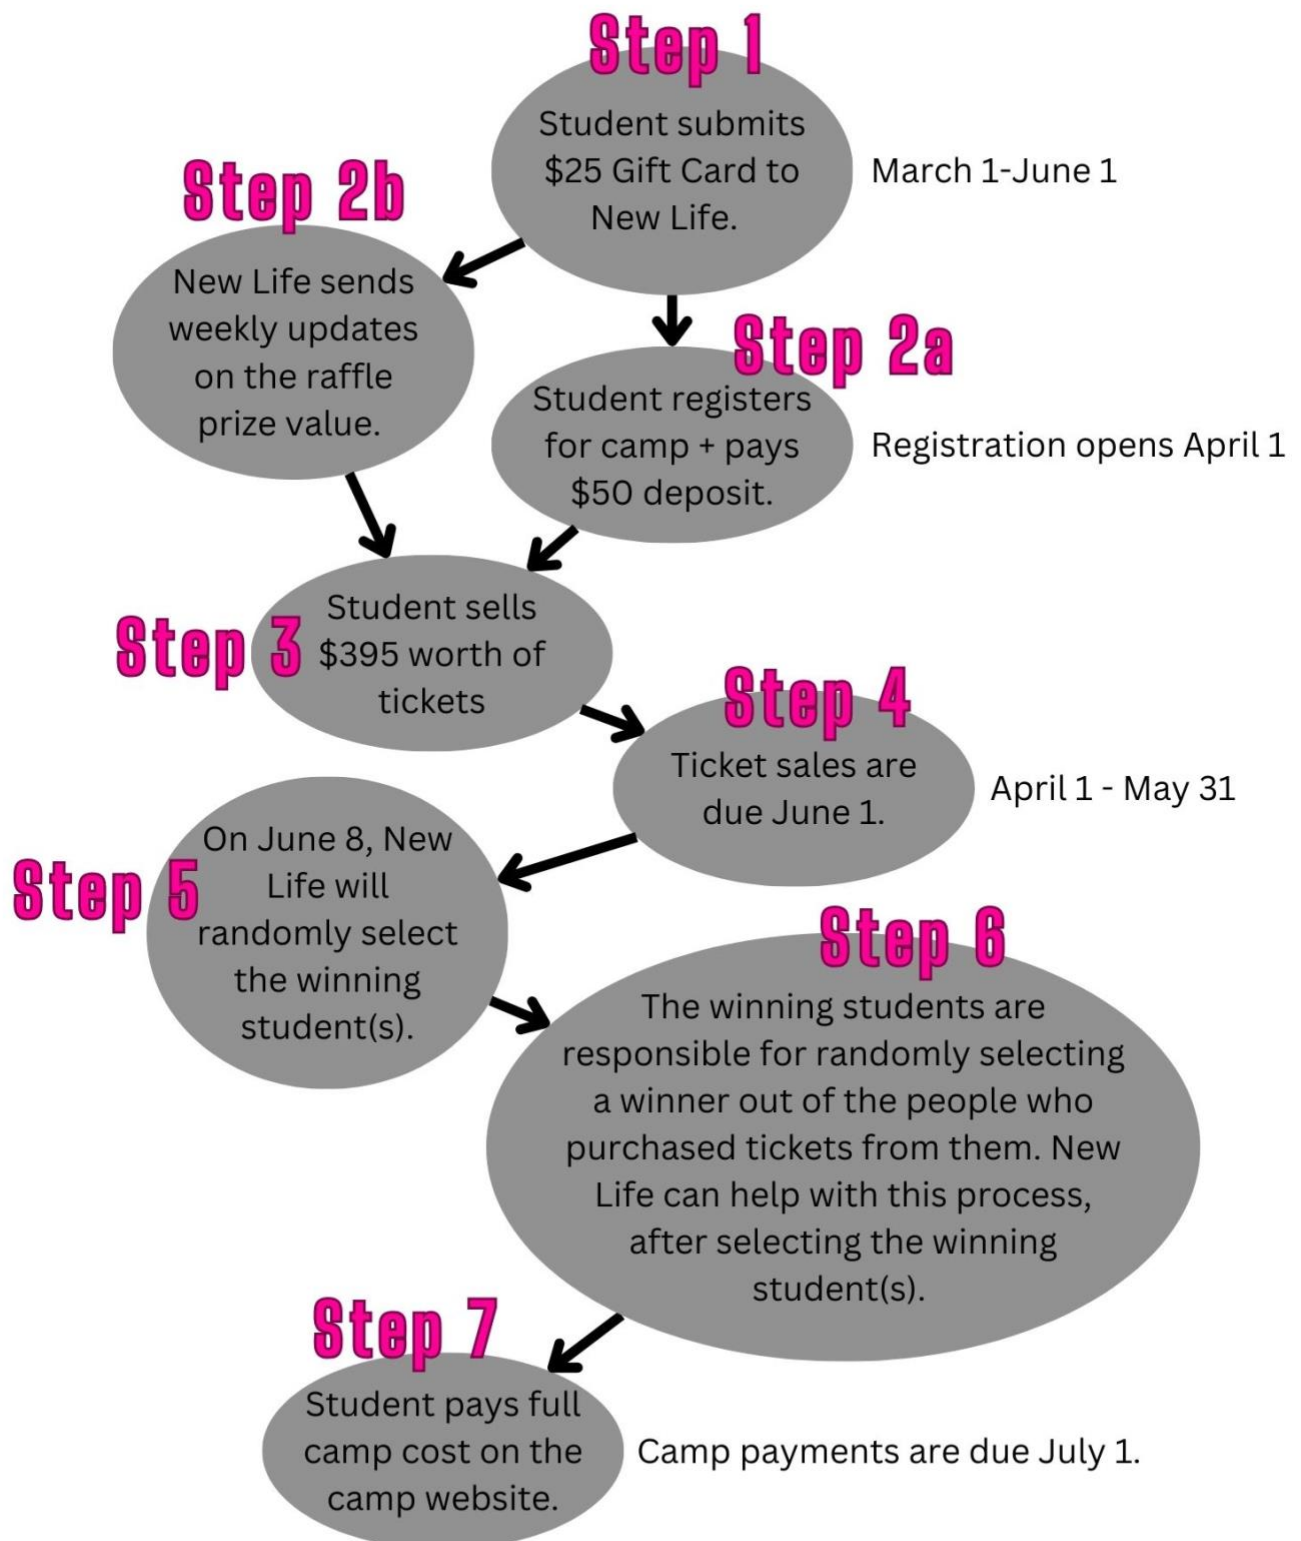 Step 1
Student submits
$25 Gift Card to
New Life.
March 1-June 1
Step 2b
New Life sends
weekly updates
on the raffle
prize value.
Step 2a
Student registers
for camp + pays
$50 deposit.
Registration opens April 1
Step 3
Student sells
$395 worth of
tickets
Step 4
Ticket sales are
due June 1.
April 1 - May 31
Step 5
On June 8, New
Life will
randomly select
the winning
student(s).
Step 6
The winning students are
responsible for randomly selecting
a winner out of the people who
purchased tickets from them. New
Life can help with this process,
after selecting the winning
student(s).
Step 7
Student pays full
camp cost on the
camp website.
Camp payments are due July 1.